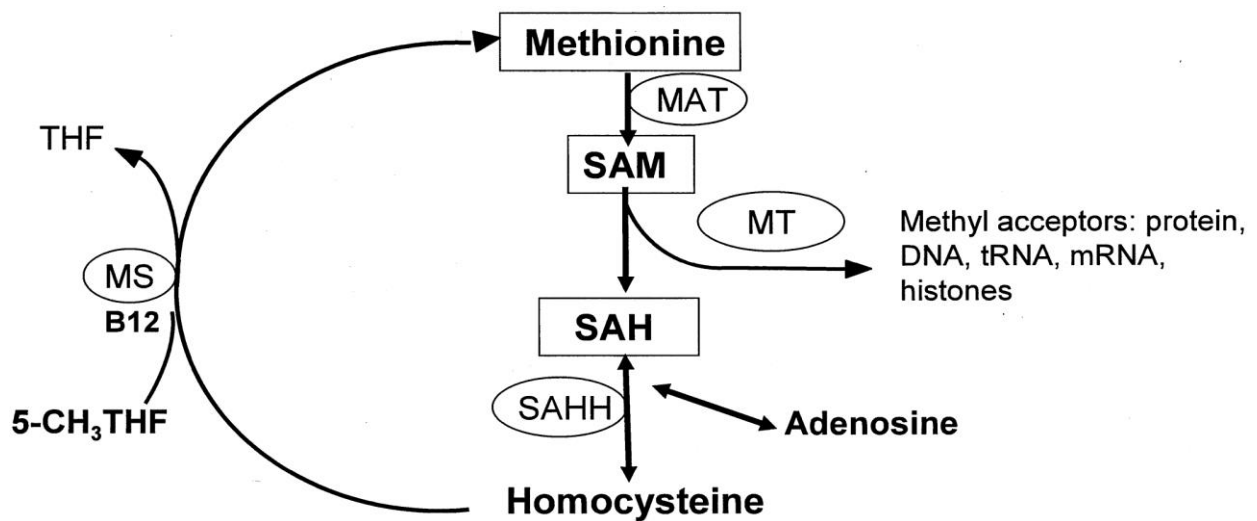 Methionine
MAT
THF
SAM
MT
Methyl acceptors: protein,
DNA, tRNA, mRNA,
histones
MS
B12
SAH
SAHH
5-CH₃THF
Adenosine
Homocysteine